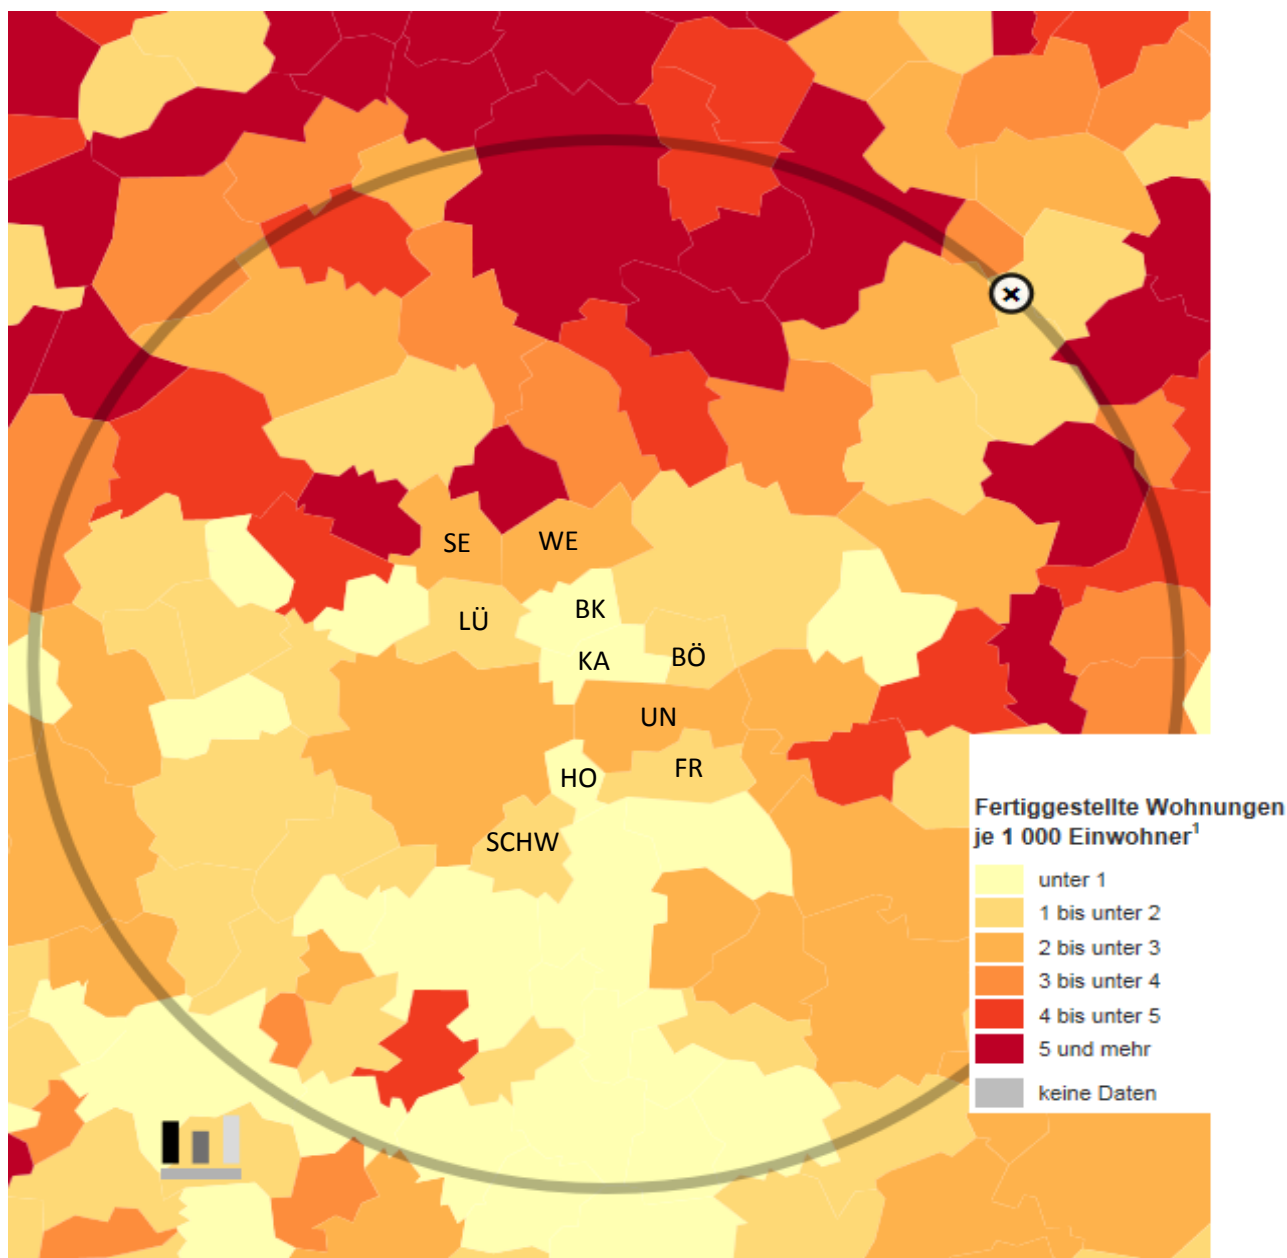 SE
WE
LÜ
BK
KA
BÖ
UN
HO
FR
SCHW
Fertiggestellte Wohnungen
je 1 000 Einwohner¹
unter 1
1 bis unter 2
2 bis unter 3
3 bis unter 4
4 bis unter 5
5 und mehr
keine Daten